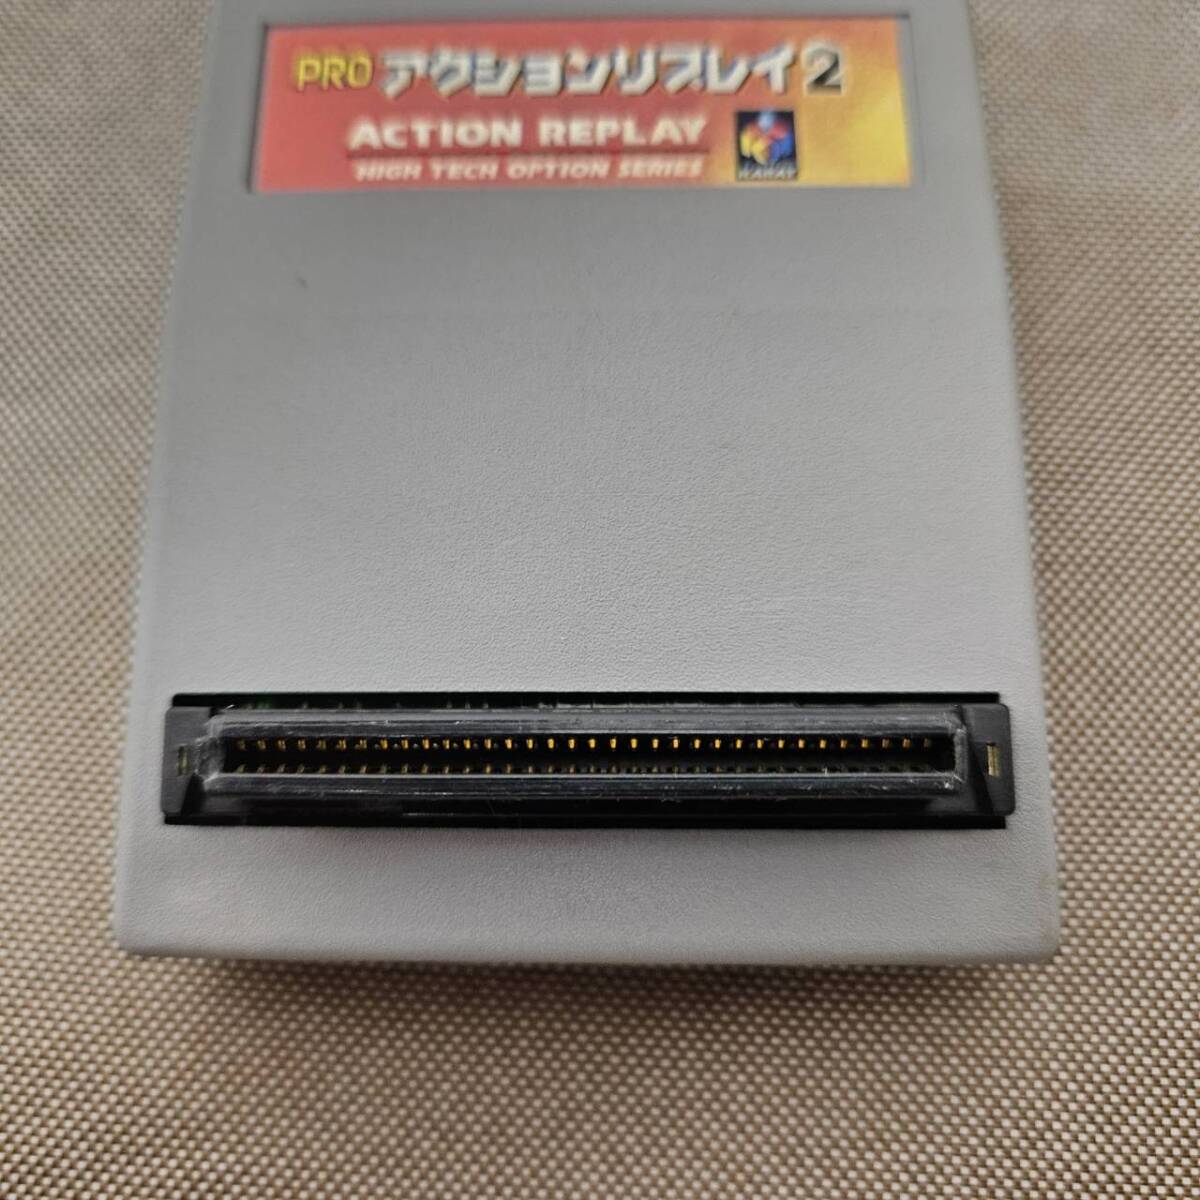 PRO アクションリプレイ2
ACTION REPLAY
HIGH TECH OPTION SERIES
KARAT